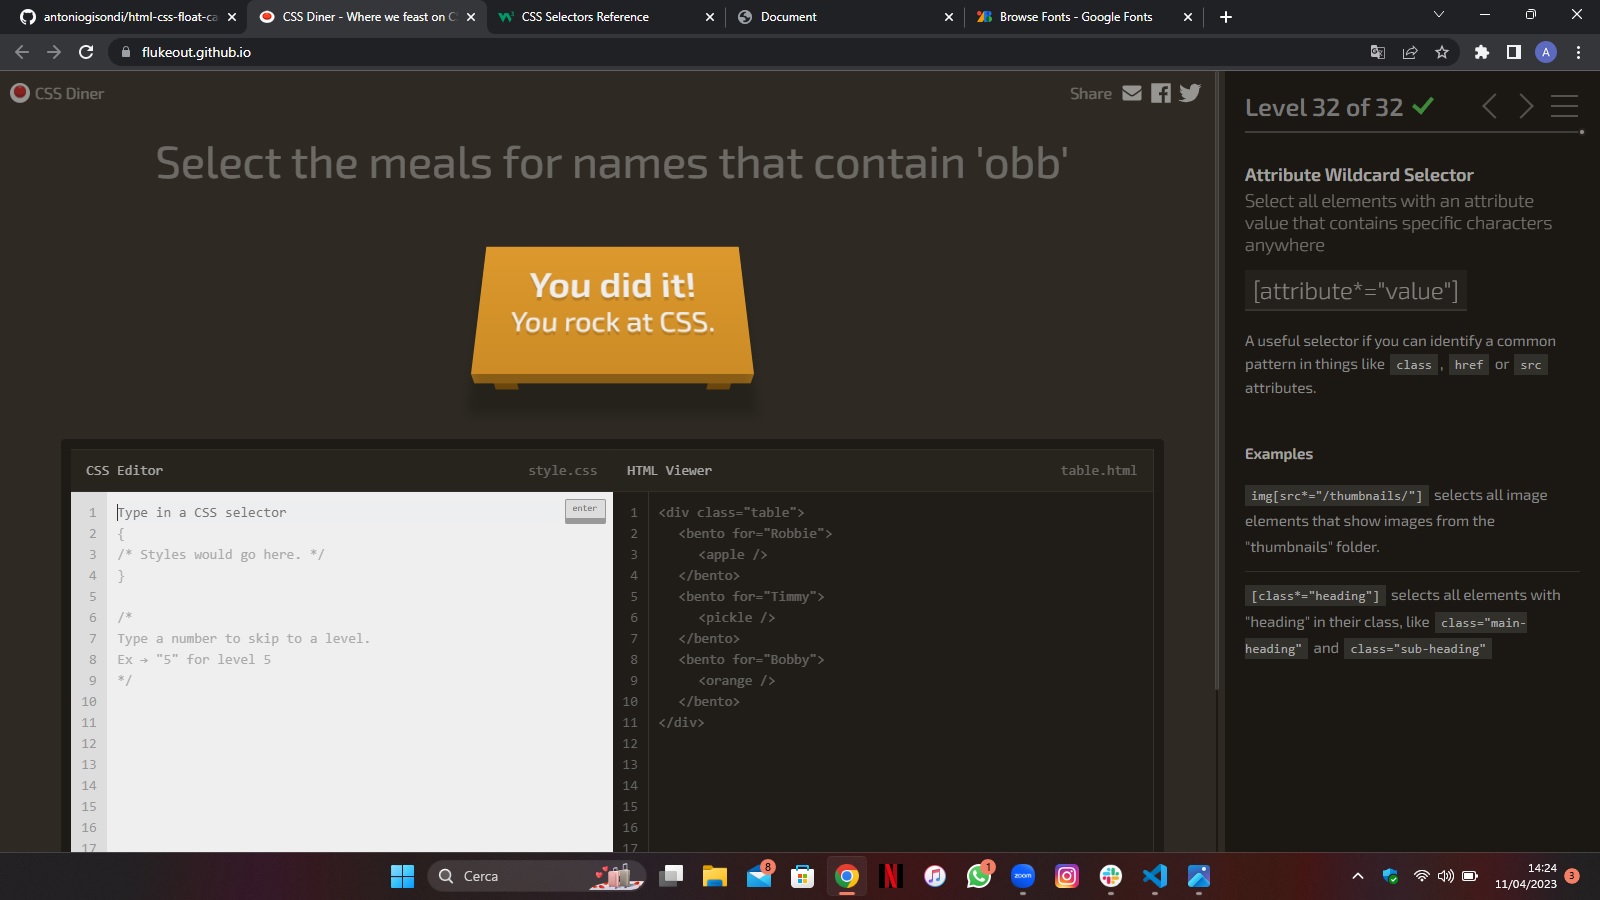 antoniogisondi/html-css-float-ca
CSS Diner - Where we feast on C
CSS Selectors Reference
Document
Browse Fonts - Google Fonts
flukeout.github.io
A
CSS Diner
Share
Select the meals for names that contain 'obb'
You did it!
You rock at CSS.
CSS Editor
style.css
1 Type in a CSS selector
enter
2 {
3 /* Styles would go here. */
4 }
5
6 /*
7 Type a number to skip to a level.
8 Ex → "5" for level 5
9 */
10
11
12
13
14
15
16
17
HTML Viewer
table.html
1 <div class="table">
2 <bento for="Robbie">
3 <apple />
4 </bento>
5 <bento for="Timmy">
6 <pickle />
7 </bento>
8 <bento for="Bobby">
9 <orange />
10 </bento>
11 </div>
12
13
14
15
16
17
Level 32 of 32
Attribute Wildcard Selector
Select all elements with an attribute
value that contains specific characters
anywhere
[attribute*="value"]
A useful selector if you can identify a common
pattern in things like class , href or src
attributes.
Examples
img[src*="/thumbnails/"] selects all image
elements that show images from the
"thumbnails" folder.
[class*="heading"] selects all elements with
"heading" in their class, like class="main-
heading" and class="sub-heading"
Cerca
8
N
1
zoom
14:24
11/04/2023
3